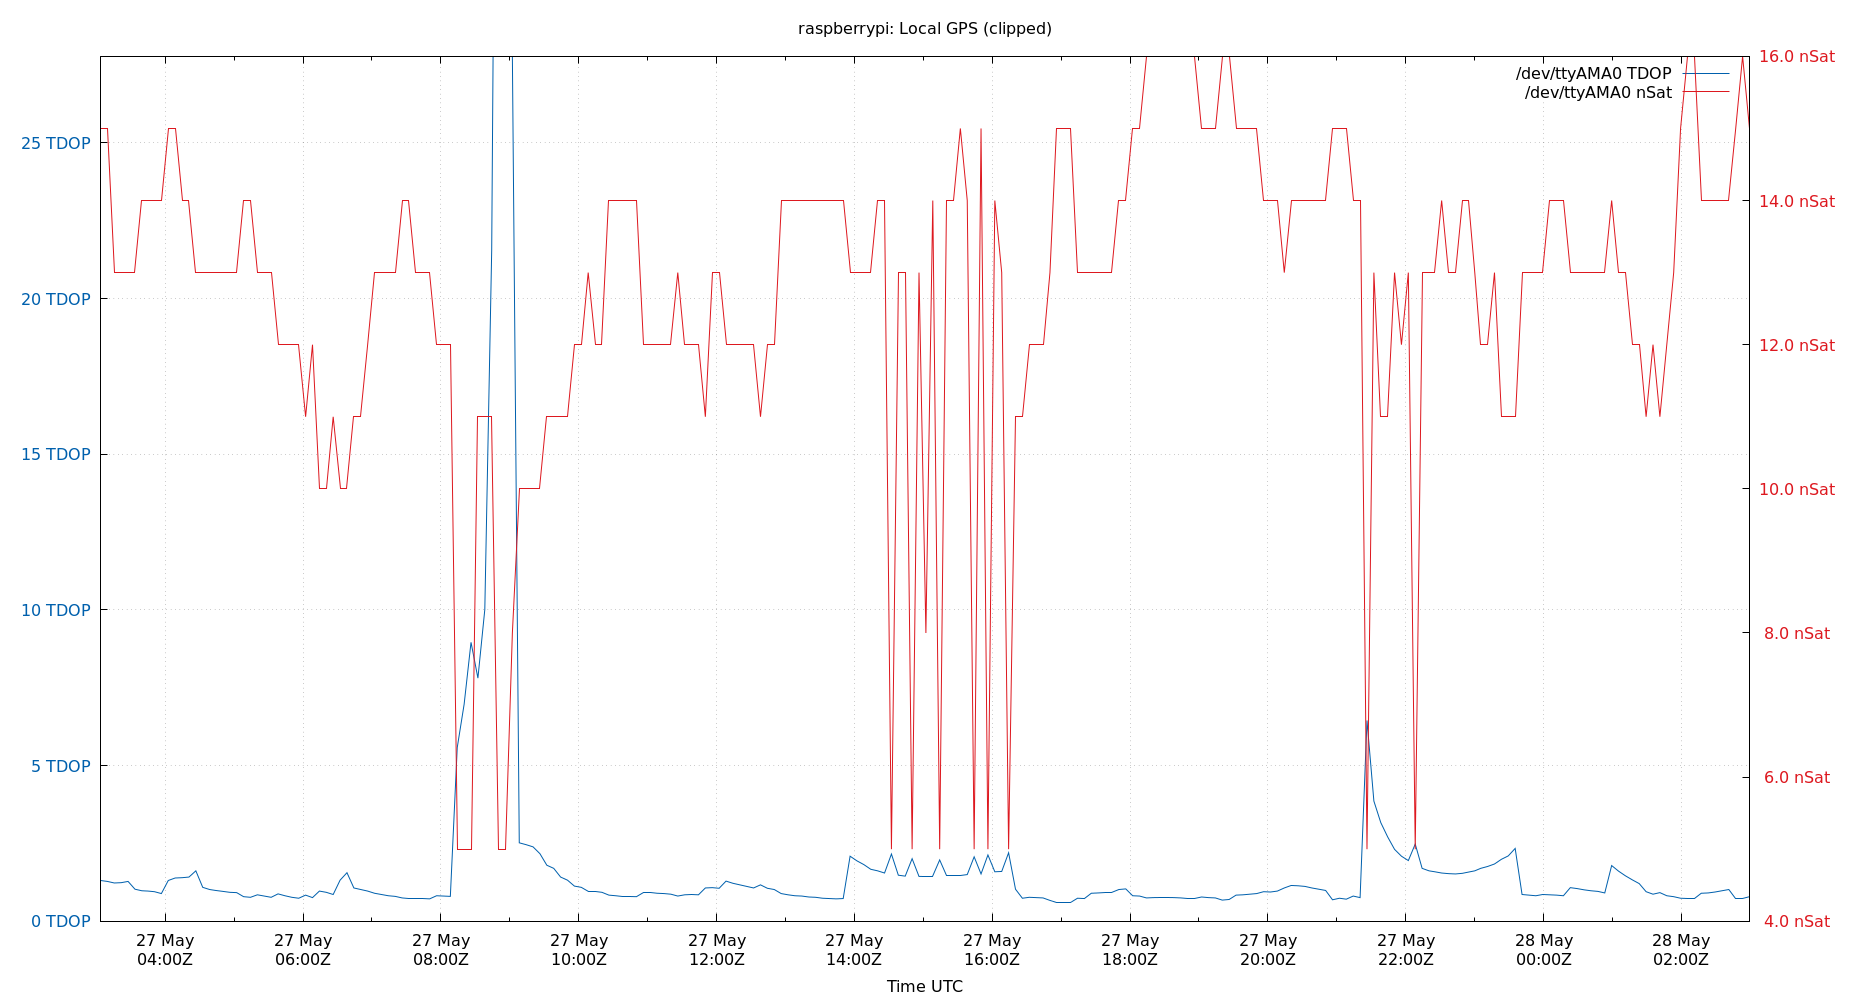 raspberrypi: Local GPS (clipped)
/dev/ttyAMA0 TDOP
/dev/ttyAMA0 nSat
25 TDOP
20 TDOP
15 TDOP
10 TDOP
5 TDOP
0 TDOP
16.0 nSat
14.0 nSat
12.0 nSat
10.0 nSat
8.0 nSat
6.0 nSat
4.0 nSat
27 May
04:00Z
27 May
06:00Z
27 May
08:00Z
27 May
10:00Z
27 May
12:00Z
27 May
14:00Z
27 May
16:00Z
27 May
18:00Z
27 May
20:00Z
27 May
22:00Z
28 May
00:00Z
28 May
02:00Z
Time UTC